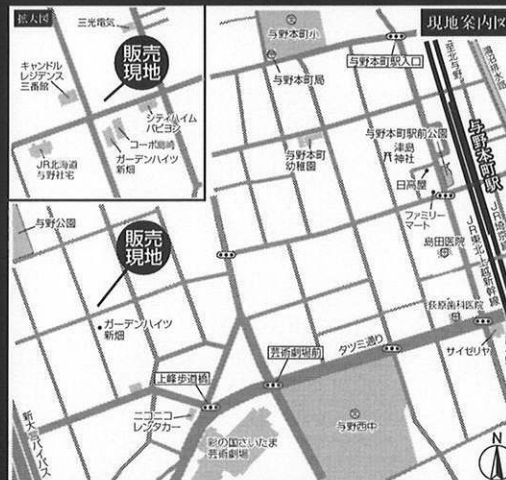 拡大図
三光電気
販売
現地
キャンドル
レジデンス
三番館
シティハイム
パピヨン
コーポ島崎
ガーデンハイツ
新畑
JR北海道
与野社宅
現地案内図
与野本町小
与野本町局
与野本町駅入口
至北与野
与野本町駅前公園
津島
神社
与野本町
幼稚園
日高屋
ファミリー
マート
与野本町駅
JR埼京線
JR東北・上越新幹線
島田医院
荻原歯科医院
サイゼリヤ
与野公園
販売
現地
ガーデンハイツ
新畑
上峰歩道橋
芸術劇場前
タツミ通り
ニコニコ
レンタカー
彩の国さいたま
芸術劇場
与野西中
新大宮バイパス
N